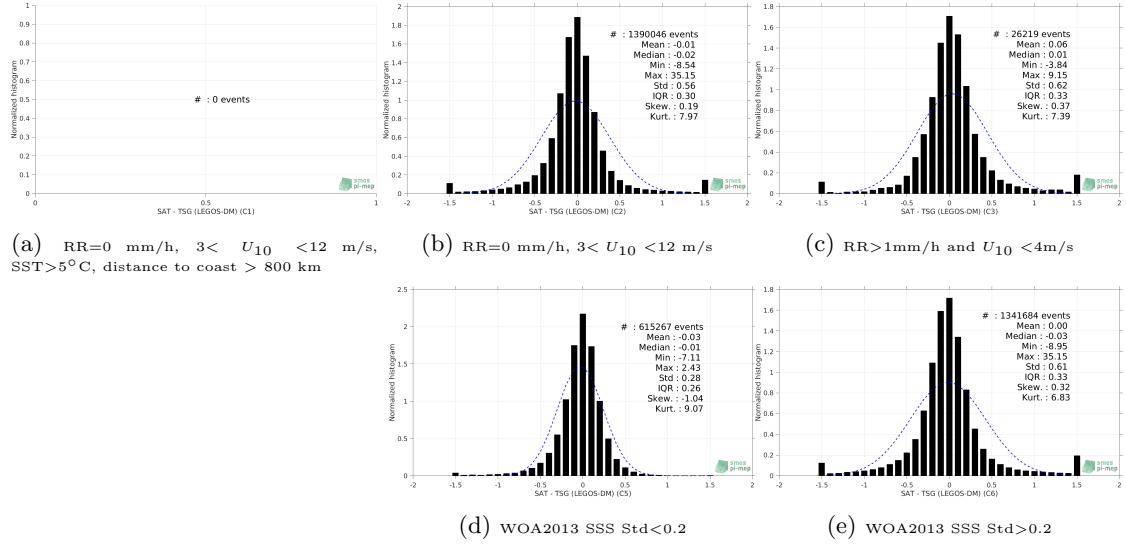 1
0.9
0.8
0.7
0.6
0.5
0.4
0.3
0.2
0.1
0
Normalized histogram
# : 0 events
0 0.5 1
SAT - TSG (LEGOS-DM) (C1)
smos
pi-mep
(a) RR=0 mm/h, 3< U10 <12 m/s,
SST>5°C, distance to coast > 800 km
2
1.8
1.6
1.4
1.2
1
0.8
0.6
0.4
0.2
0
Normalized histogram
# : 1390046 events
Mean : -0.01
Median : -0.02
Min : -8.54
Max : 35.15
Std : 0.56
IQR : 0.30
Skew. : 0.19
Kurt. : 7.97
-2 -1.5 -1 -0.5 0 0.5 1 1.5 2
SAT - TSG (LEGOS-DM) (C2)
smos
pi-mep
(b) RR=0 mm/h, 3< U10 <12 m/s
1.8
1.6
1.4
1.2
1
0.8
0.6
0.4
0.2
0
Normalized histogram
# : 26219 events
Mean : 0.06
Median : 0.01
Min : -3.84
Max : 9.15
Std : 0.62
IQR : 0.33
Skew. : 0.37
Kurt. : 7.39
-2 -1.5 -1 -0.5 0 0.5 1 1.5 2
SAT - TSG (LEGOS-DM) (C3)
smos
pi-mep
(c) RR>1mm/h and U10 <4m/s
2.5
2
1.5
1
0.5
0
Normalized histogram
# : 615267 events
Mean : -0.03
Median : -0.01
Min : -7.11
Max : 2.43
Std : 0.28
IQR : 0.26
Skew. : -1.04
Kurt. : 9.07
-2 -1.5 -1 -0.5 0 0.5 1 1.5 2
SAT - TSG (LEGOS-DM) (C5)
smos
pi-mep
(d) WOA2013 SSS Std<0.2
1.8
1.6
1.4
1.2
1
0.8
0.6
0.4
0.2
0
Normalized histogram
# : 1341684 events
Mean : 0.00
Median : -0.03
Min : -8.95
Max : 35.15
Std : 0.61
IQR : 0.33
Skew. : 0.32
Kurt. : 6.83
-2 -1.5 -1 -0.5 0 0.5 1 1.5 2
SAT - TSG (LEGOS-DM) (C6)
smos
pi-mep
(e) WOA2013 SSS Std>0.2